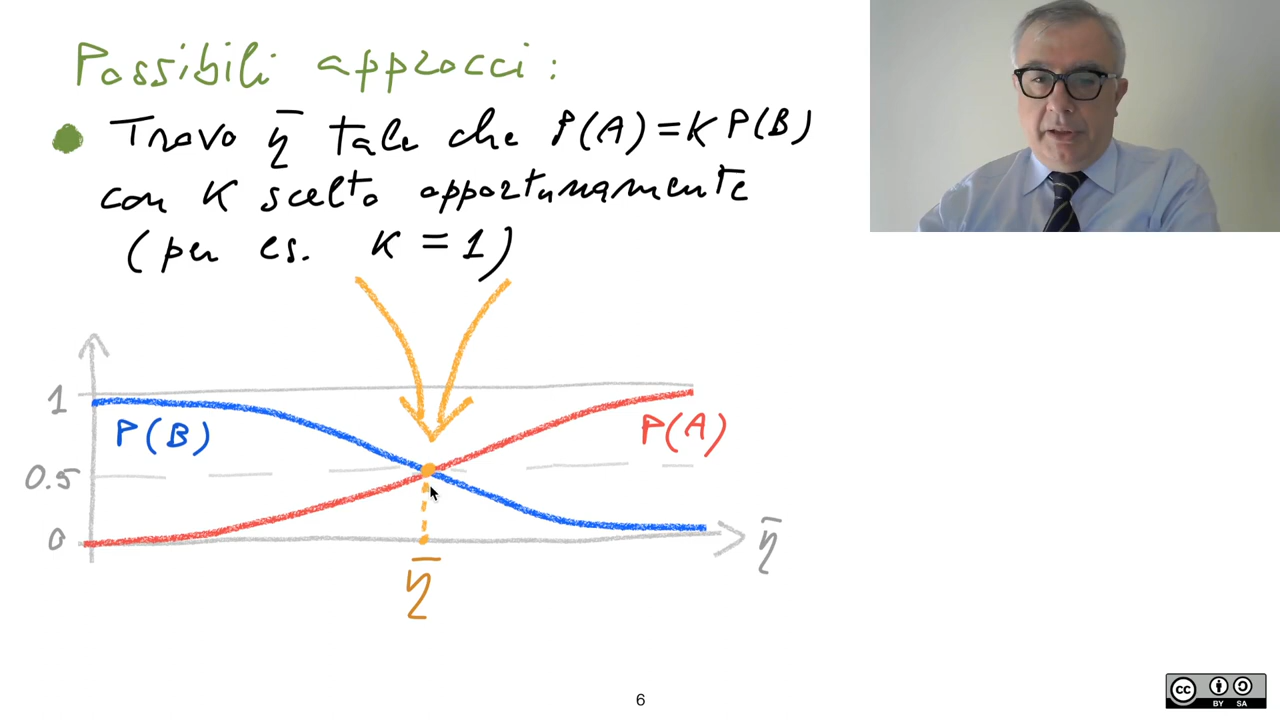 Possibili approcci:
Trovo η̄ tale che P(A)=K P(B)
con K scelto opportunamente
(per es. K = 1)
1
P(B)
P(A)
0.5
0
η̄
η̄
6
cc
BY SA